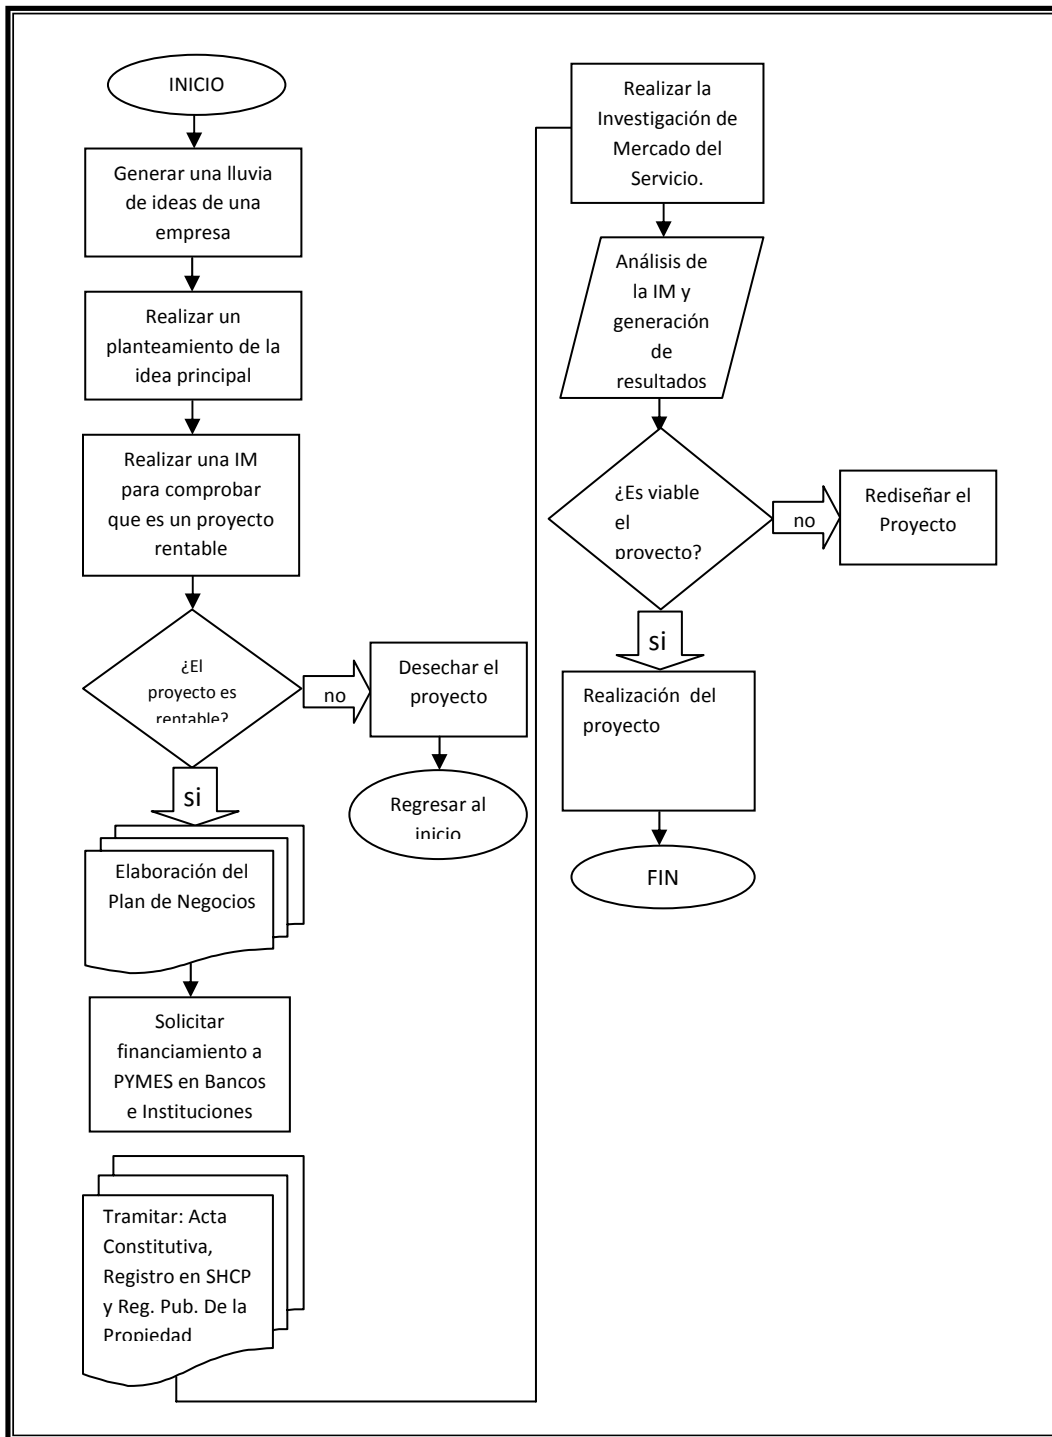 INICIO
Generar una lluvia
de ideas de una
empresa
Realizar un
planteamiento de la
idea principal
Realizar una IM
para comprobar
que es un proyecto
rentable
¿El
proyecto es
rentable?
no
Desechar el
proyecto
Regresar al
inicio
si
Elaboración del
Plan de Negocios
Solicitar
financiamiento a
PYMES en Bancos
e Instituciones
Tramitar: Acta
Constitutiva,
Registro en SHCP
y Reg. Pub. De la
Propiedad
Realizar la
Investigación de
Mercado del
Servicio.
Análisis de
la IM y
generación
de
resultados
¿Es viable
el
proyecto?
no
Rediseñar el
Proyecto
si
Realización del
proyecto
FIN